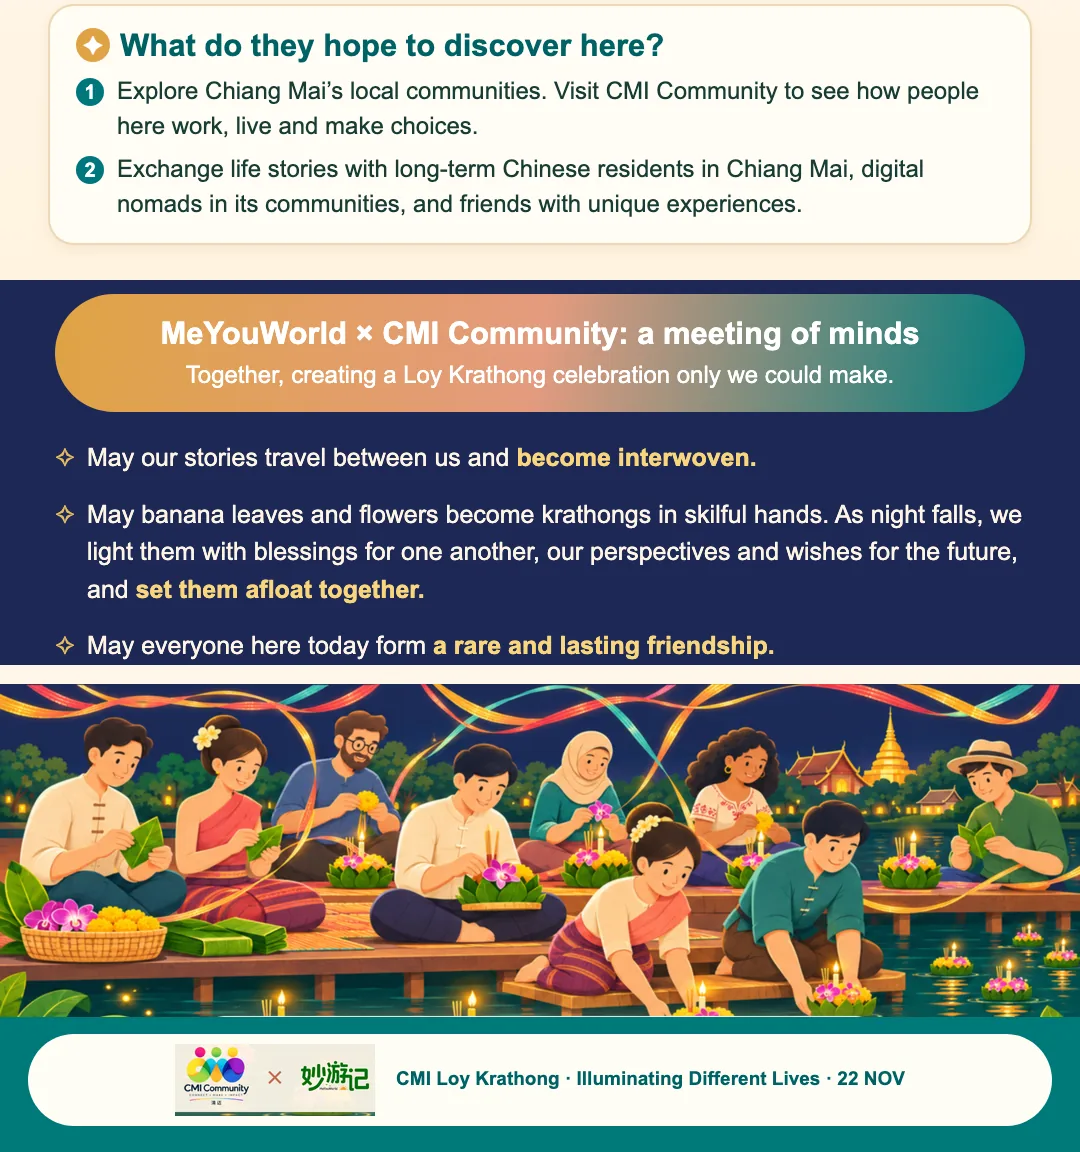 What do they hope to discover here?
1 Explore Chiang Mai’s local communities. Visit CMI Community to see how people
here work, live and make choices.
2 Exchange life stories with long-term Chinese residents in Chiang Mai, digital
nomads in its communities, and friends with unique experiences.
MeYouWorld × CMI Community: a meeting of minds
Together, creating a Loy Krathong celebration only we could make.
May our stories travel between us and become interwoven.
May banana leaves and flowers become krathongs in skilful hands. As night falls, we
light them with blessings for one another, our perspectives and wishes for the future,
and set them afloat together.
May everyone here today form a rare and lasting friendship.
CMI Community
CONNECT • MAKE • IMPACT
× 妙游记
CMI Loy Krathong · Illuminating Different Lives · 22 NOV